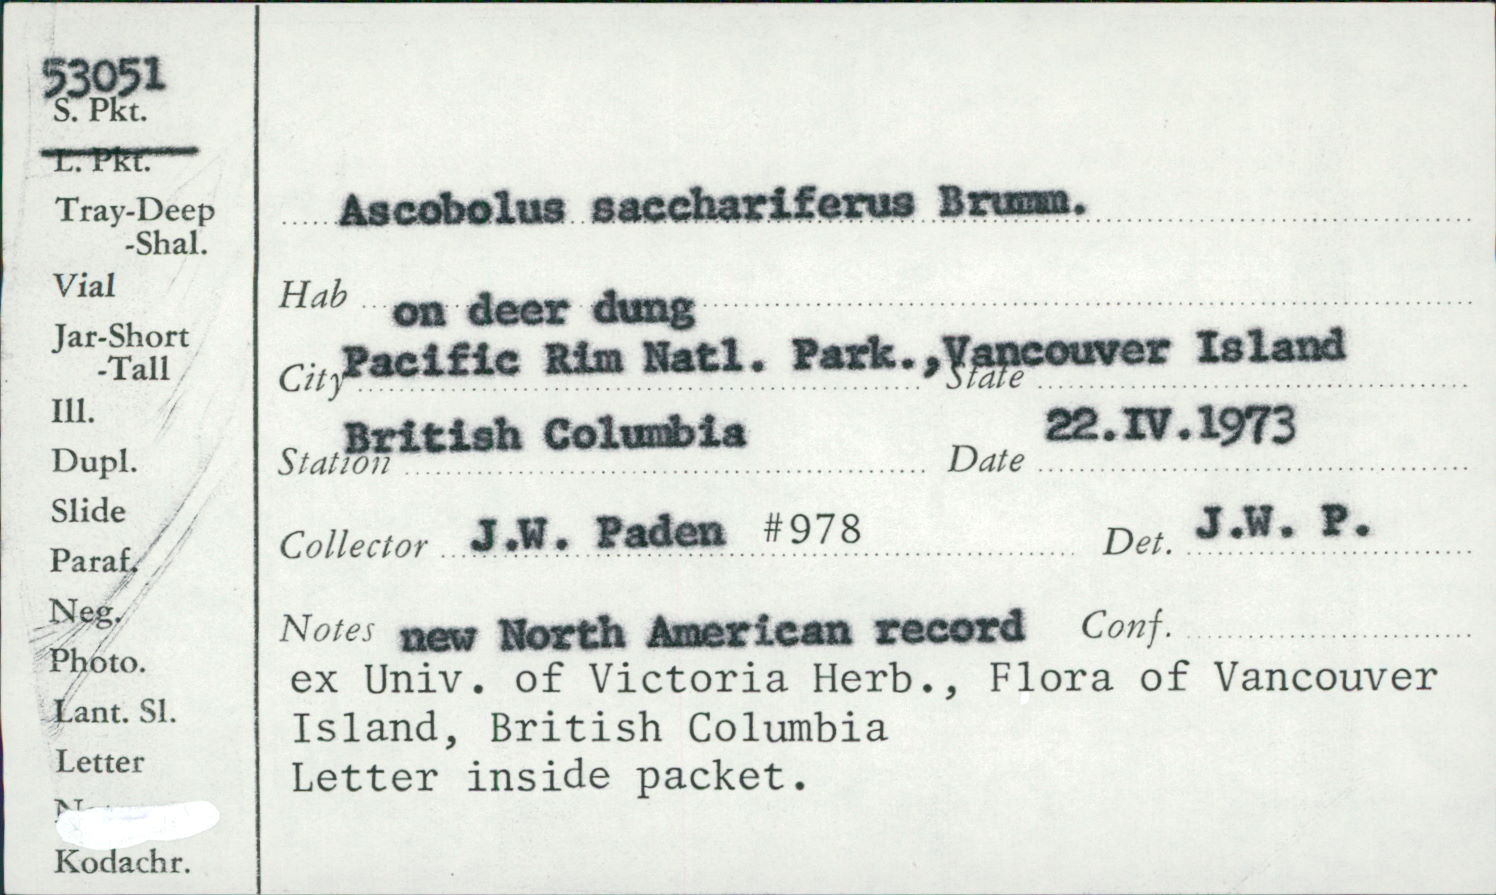 53051
S. Pkt.
L. Pkt.
Tray-Deep
-Shal.
Vial
Jar-Short
-Tall
Ill.
Dupl.
Slide
Paraf.
Neg.
Photo.
Lant. Sl.
Letter
Kodachr.
Ascobolus sacchariferus Brumm.
Hab on deer dung
City Pacific Rim Natl. Park., Vancouver Island State
Station British Columbia Date 22.IV.1973
Collector J.W. Paden #978 Det. J.W. P.
Notes new North American record Conf.
ex Univ. of Victoria Herb., Flora of Vancouver
Island, British Columbia
Letter inside packet.